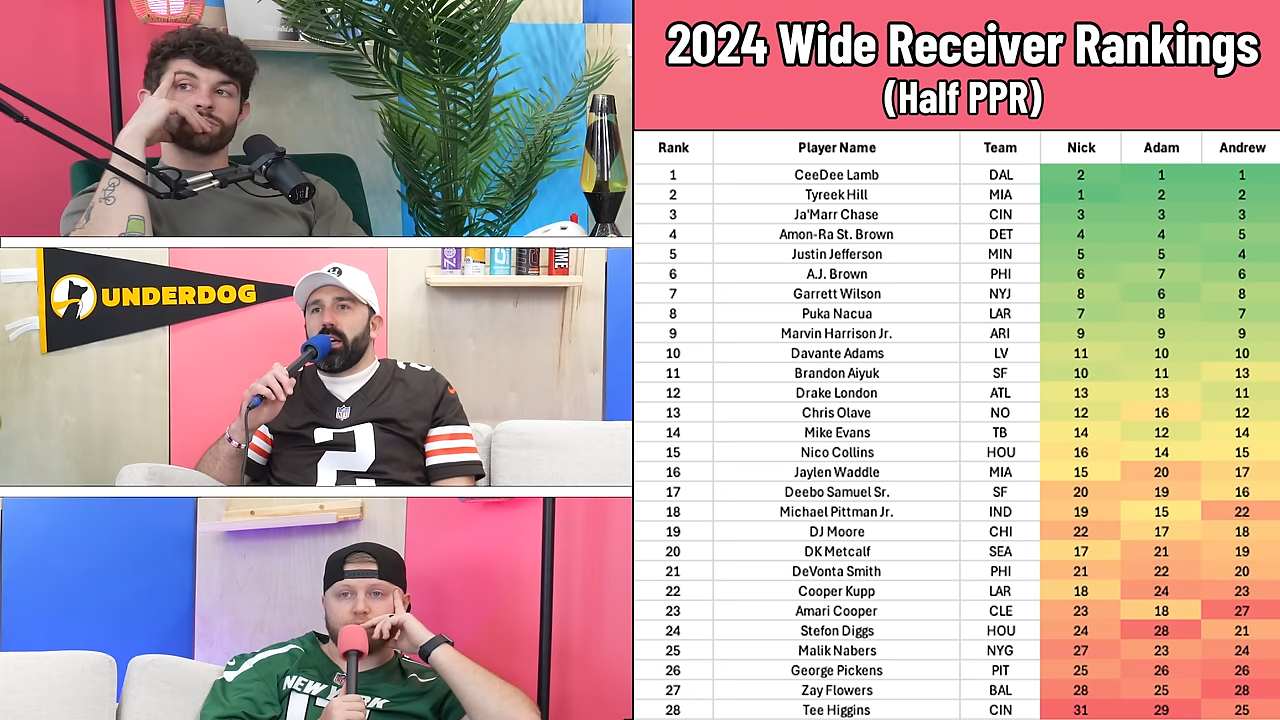 UNDERDOG
2
NEW YORK
2024 Wide Receiver Rankings
(Half PPR)
Rank Player Name Team Nick Adam Andrew
1 CeeDee Lamb DAL 2 1 1
2 Tyreek Hill MIA 1 2 2
3 Ja'Marr Chase CIN 3 3 3
4 Amon-Ra St. Brown DET 4 4 5
5 Justin Jefferson MIN 5 5 4
6 A.J. Brown PHI 6 7 6
7 Garrett Wilson NYJ 8 6 8
8 Puka Nacua LAR 7 8 7
9 Marvin Harrison Jr. ARI 9 9 9
10 Davante Adams LV 11 10 10
11 Brandon Aiyuk SF 10 11 13
12 Drake London ATL 13 13 11
13 Chris Olave NO 12 16 12
14 Mike Evans TB 14 12 14
15 Nico Collins HOU 16 14 15
16 Jaylen Waddle MIA 15 20 17
17 Deebo Samuel Sr. SF 20 19 16
18 Michael Pittman Jr. IND 19 15 22
19 DJ Moore CHI 22 17 18
20 DK Metcalf SEA 17 21 19
21 DeVonta Smith PHI 21 22 20
22 Cooper Kupp LAR 18 24 23
23 Amari Cooper CLE 23 18 27
24 Stefon Diggs HOU 24 28 21
25 Malik Nabers NYG 27 23 24
26 George Pickens PIT 25 26 26
27 Zay Flowers BAL 28 25 28
28 Tee Higgins CIN 31 29 25